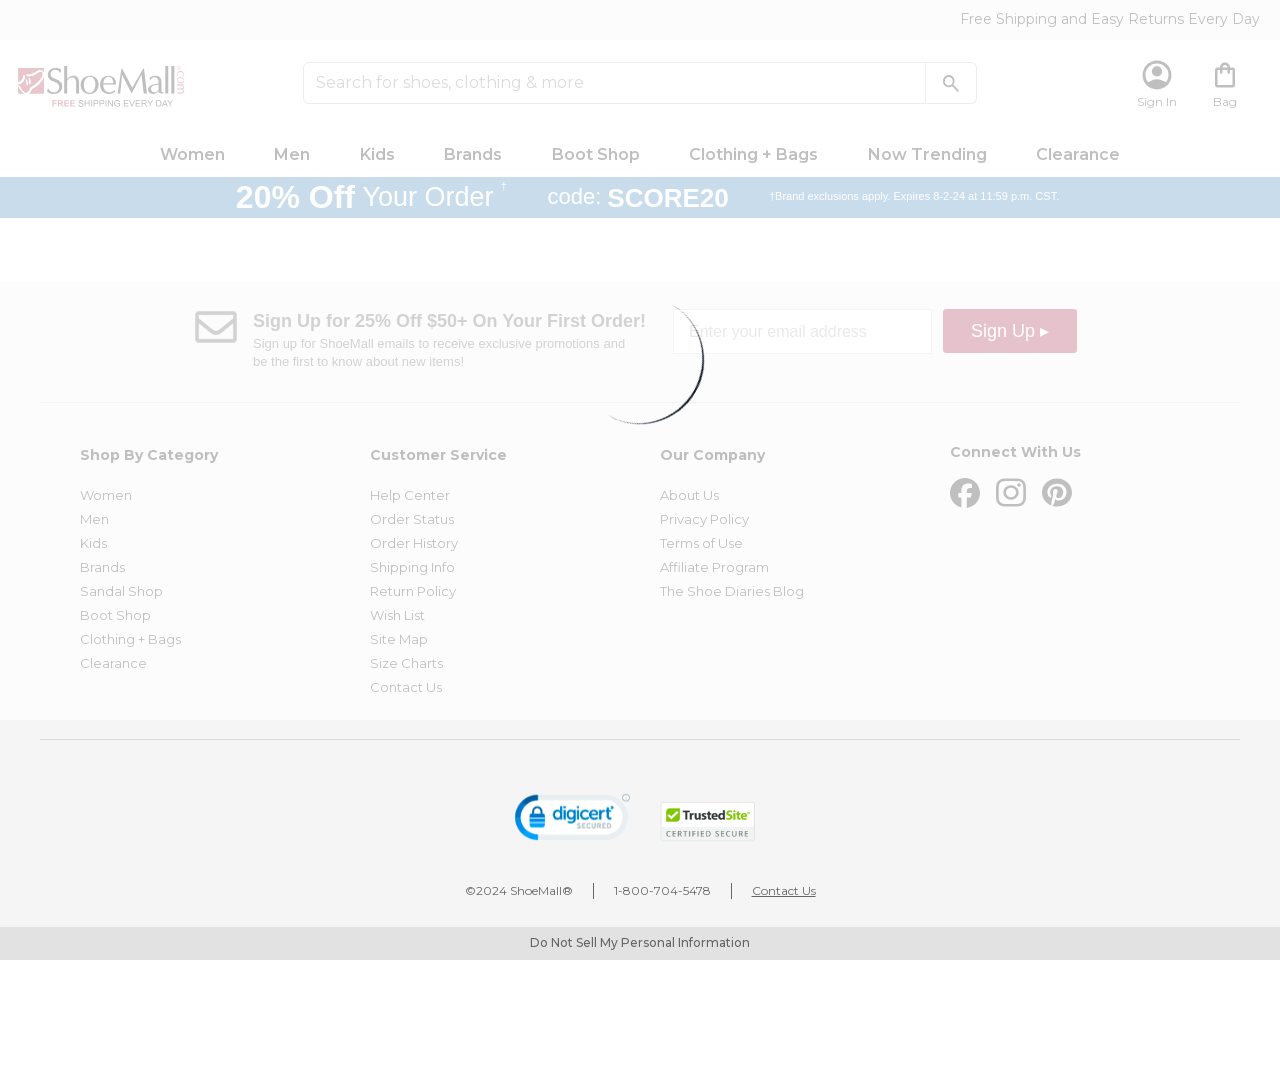 Free Shipping and Easy Returns Every Day
ShoeMall.com
FREE SHIPPING EVERY DAY
Search for shoes, clothing & more
Sign In
Bag
Women
Men
Kids
Brands
Boot Shop
Clothing + Bags
Now Trending
Clearance
20% Off Your Order † code: SCORE20 †Brand exclusions apply. Expires 8-2-24 at 11:59 p.m. CST.
Sign Up for 25% Off $50+ On Your First Order!
Sign up for ShoeMall emails to receive exclusive promotions and
be the first to know about new items!
Enter your email address
Sign Up ▸
Shop By Category
Women
Men
Kids
Brands
Sandal Shop
Boot Shop
Clothing + Bags
Clearance
Customer Service
Help Center
Order Status
Order History
Shipping Info
Return Policy
Wish List
Site Map
Size Charts
Contact Us
Our Company
About Us
Privacy Policy
Terms of Use
Affiliate Program
The Shoe Diaries Blog
Connect With Us
digicert
SECURED
TrustedSite
CERTIFIED SECURE
©2024 ShoeMall®
1-800-704-5478
Contact Us
Do Not Sell My Personal Information